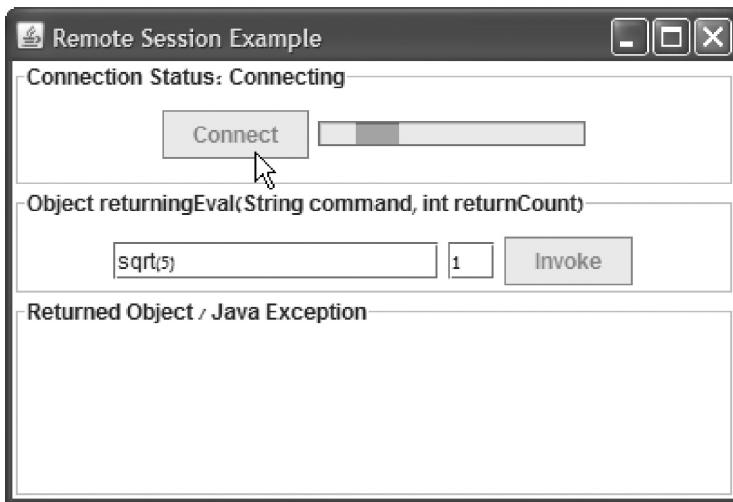 Remote Session Example
Connection Status: Connecting
Connect
Object returningEval(String command, int returnCount)
sqrt(5) 1 Invoke
Returned Object / Java Exception